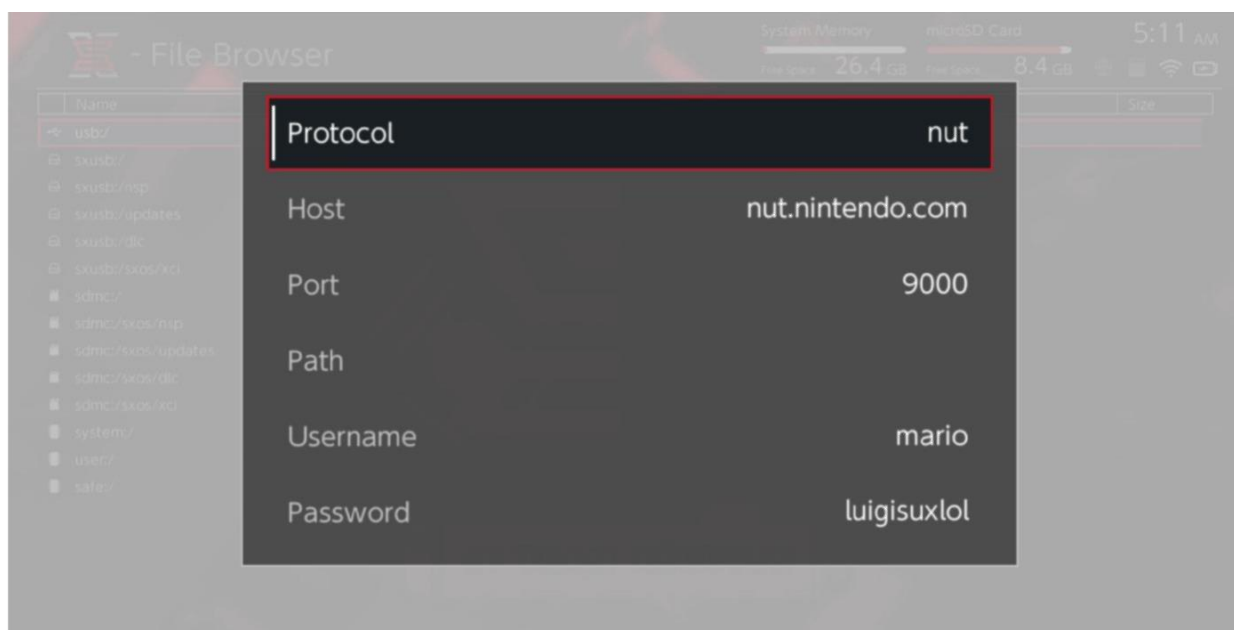 - File Browser
System Memory microSD Card 5:11 AM
Free Space 26.4 GB Free Space 8.4 GB
Name Size
usb:/
sxusb:/
sxusb:/nsp
sxusb:/updates
sxusb:/dlc
sxusb:/sxos/xci
sdmc:/
sdmc:/sxos/nsp
sdmc:/sxos/updates
sdmc:/sxos/dlc
sdmc:/sxos/xci
system:/
user:/
safe:/
Protocol nut
Host nut.nintendo.com
Port 9000
Path
Username mario
Password luigisuxlol